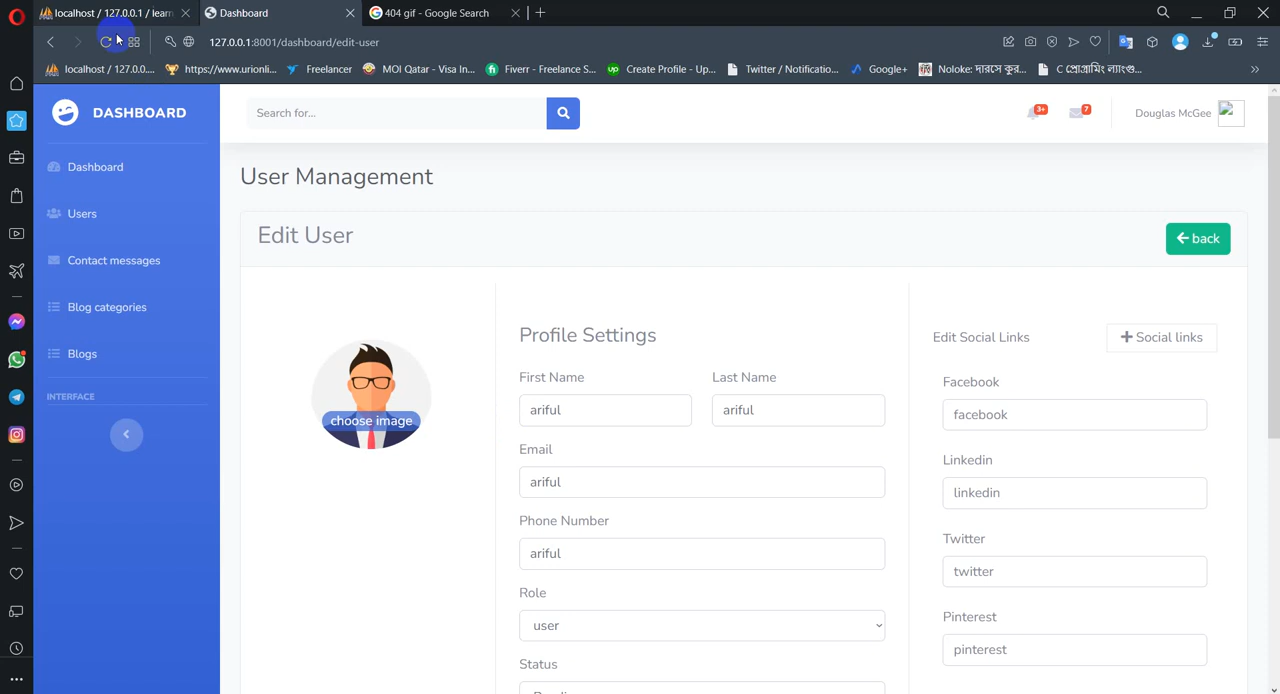 localhost / 127.0.0.1 / learn
Dashboard
404 gif - Google Search
127.0.0.1:8001/dashboard/edit-user
localhost / 127.0.0....
https://www.urionli...
Freelancer
MOI Qatar - Visa In...
Fiverr - Freelance S...
Create Profile - Up...
Twitter / Notificatio...
Google+
Noloke: দারসে কুর...
C প্রোগ্রামিং ল্যাংগু...
DASHBOARD
Search for...
3+
7
Douglas McGee
Dashboard
Users
Contact messages
Blog categories
Blogs
INTERFACE
User Management
Edit User
back
choose image
Profile Settings
First Name
Last Name
ariful
ariful
Email
ariful
Phone Number
ariful
Role
user
Status
Edit Social Links
Social links
Facebook
facebook
Linkedin
linkedin
Twitter
twitter
Pinterest
pinterest